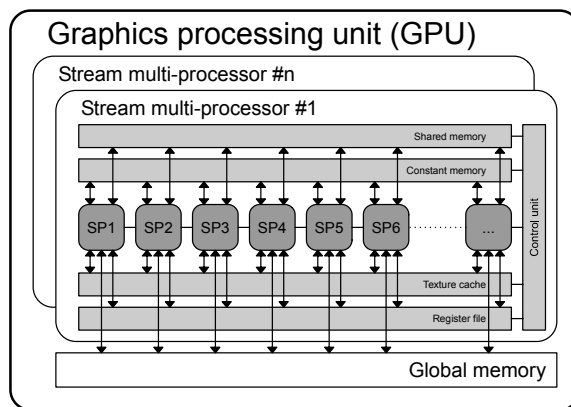 Graphics processing unit (GPU)
Stream multi-processor #n
Stream multi-processor #1
Shared memory
Constant memory
SP1 SP2 SP3 SP4 SP5 SP6 ...
Control unit
Texture cache
Register file
Global memory